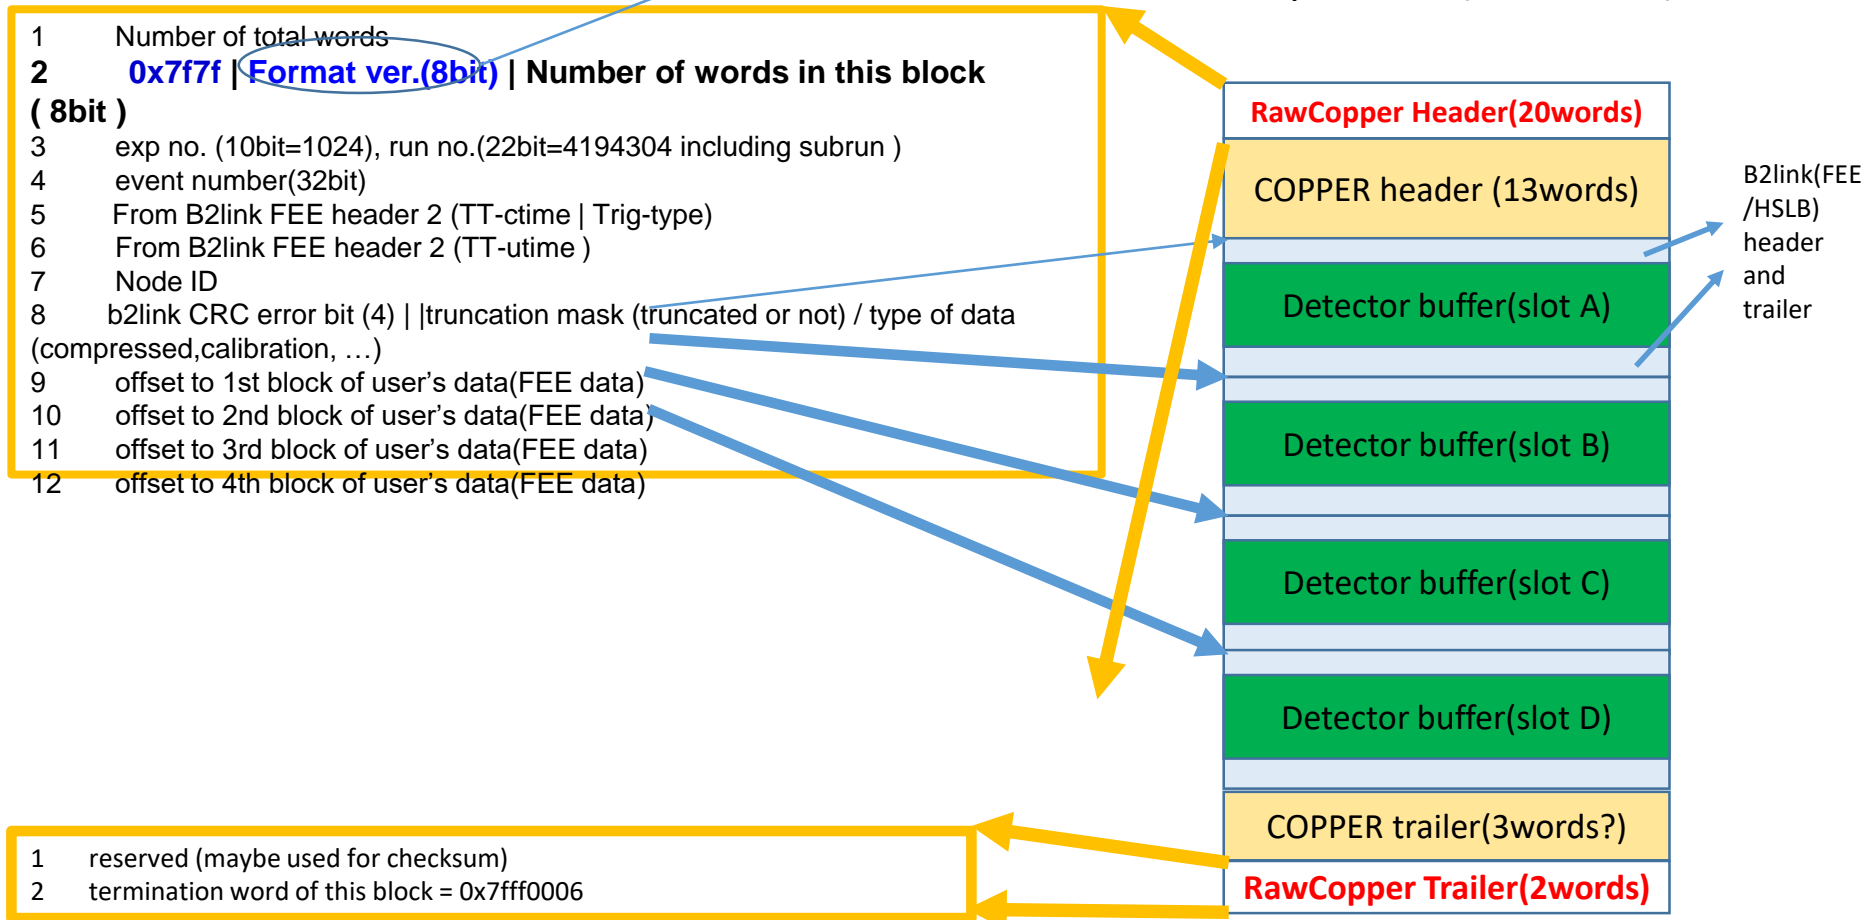 1 Number of total words
2 0x7f7f | Format ver.(8bit) | Number of words in this block
( 8bit )
3 exp no. (10bit=1024), run no.(22bit=4194304 including subrun )
4 event number(32bit)
5 From B2link FEE header 2 (TT-ctime | Trig-type)
6 From B2link FEE header 2 (TT-utime )
7 Node ID
8 b2link CRC error bit (4) | |truncation mask (truncated or not) / type of data
(compressed,calibration, …)
9 offset to 1st block of user’s data(FEE data)
10 offset to 2nd block of user’s data(FEE data)
11 offset to 3rd block of user’s data(FEE data)
12 offset to 4th block of user’s data(FEE data)
RawCopper Header(20words)
COPPER header (13words)
Detector buffer(slot A)
Detector buffer(slot B)
Detector buffer(slot C)
Detector buffer(slot D)
COPPER trailer(3words?)
RawCopper Trailer(2words)
B2link(FEE
/HSLB)
header
and
trailer
1 reserved (maybe used for checksum)
2 termination word of this block = 0x7fff0006